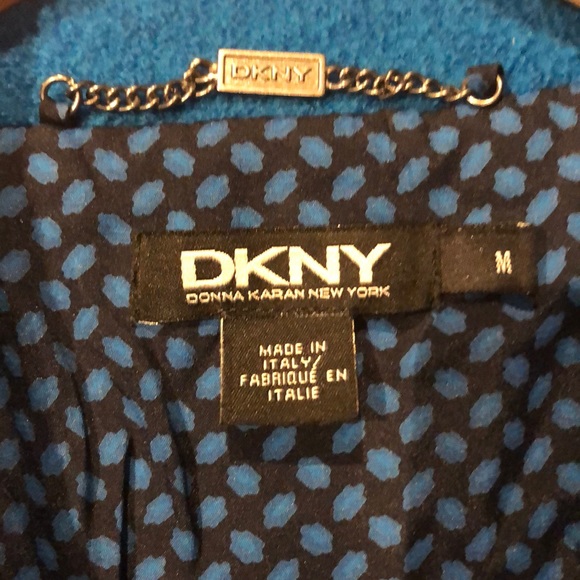 DKNY
DKNY
DONNA KARAN NEW YORK
M
MADE IN
ITALY/
FABRIQUÉ EN
ITALIE